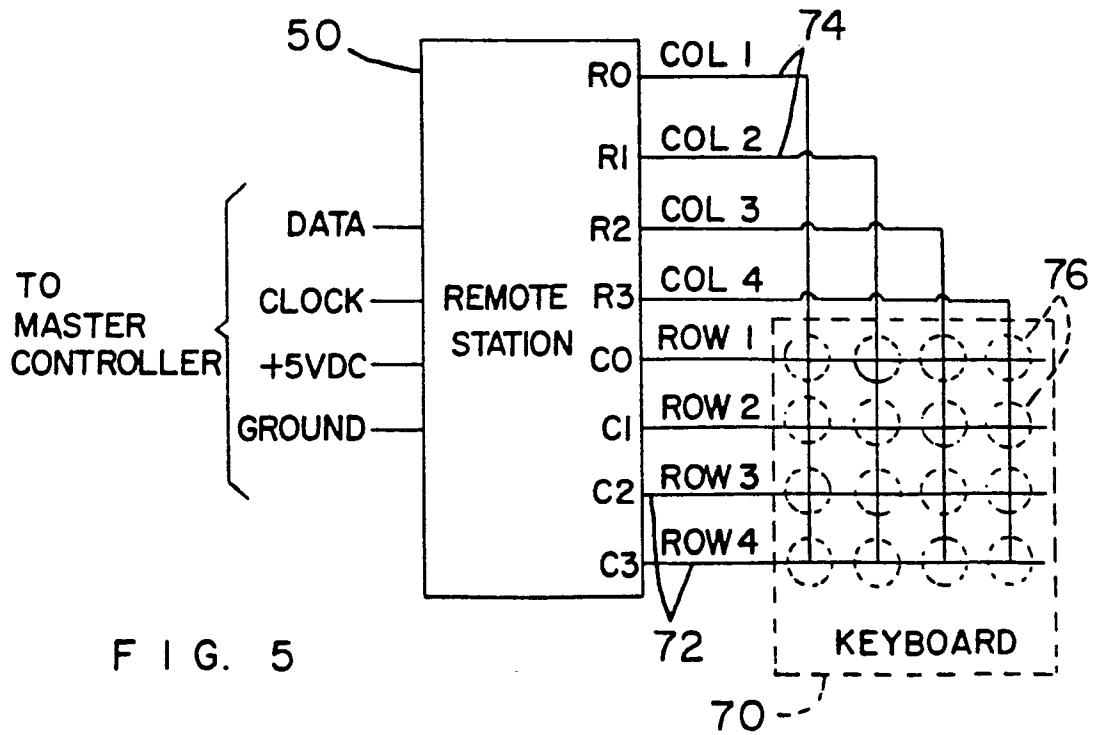 50
74
R0 COL 1
R1 COL 2
DATA
R2 COL 3
TO
MASTER
CONTROLLER
CLOCK
REMOTE
STATION
R3 COL 4
76
+5VDC
C0 ROW 1
GROUND
C1 ROW 2
C2 ROW 3
C3 ROW 4
72
KEYBOARD
70
FIG. 5